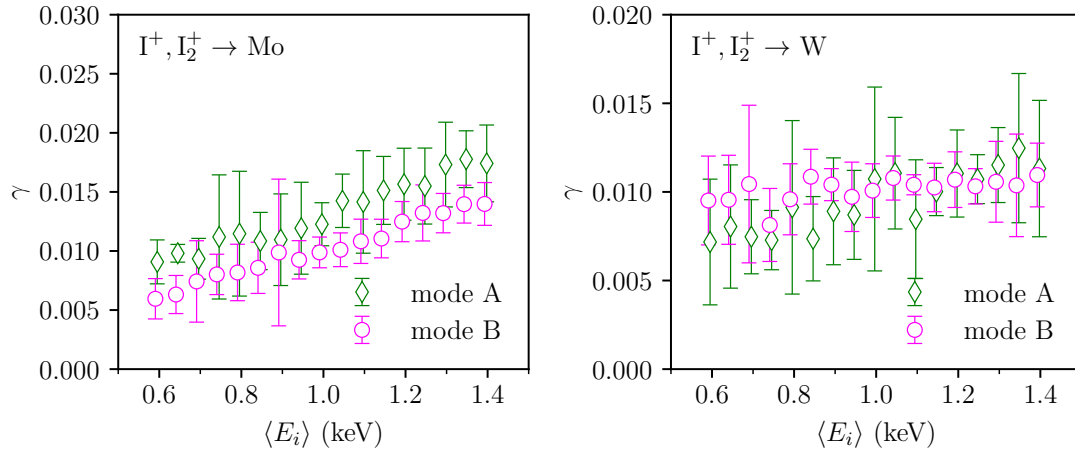 I⁺, I₂⁺ → Mo
0.030
0.025
0.020
0.015
0.010
0.005
0.000
γ
mode A
mode B
0.6 0.8 1.0 1.2 1.4
⟨Eᵢ⟩ (keV)
I⁺, I₂⁺ → W
0.020
0.015
0.010
0.005
0.000
γ
mode A
mode B
0.6 0.8 1.0 1.2 1.4
⟨Eᵢ⟩ (keV)